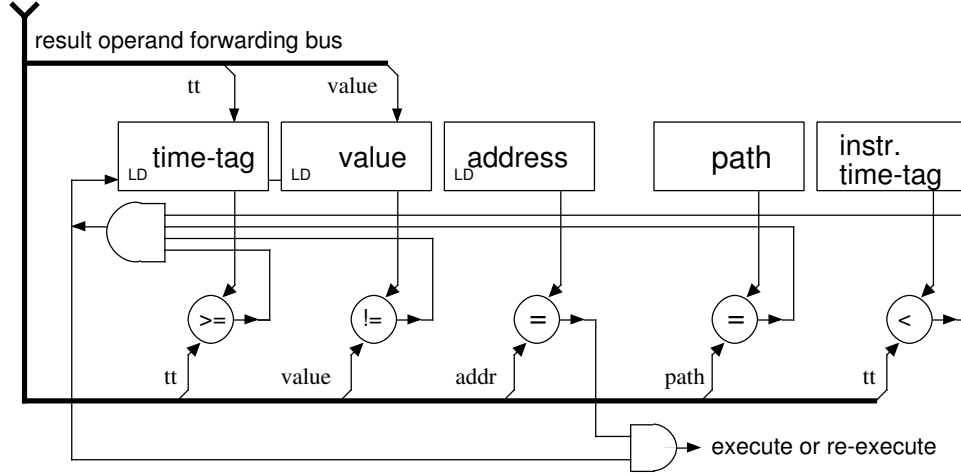 result operand forwarding bus
tt
value
time-tag
LD
value
LD
address
LD
path
instr.
time-tag
>=
!=
=
=
<
tt
value
addr
path
tt
execute or re-execute